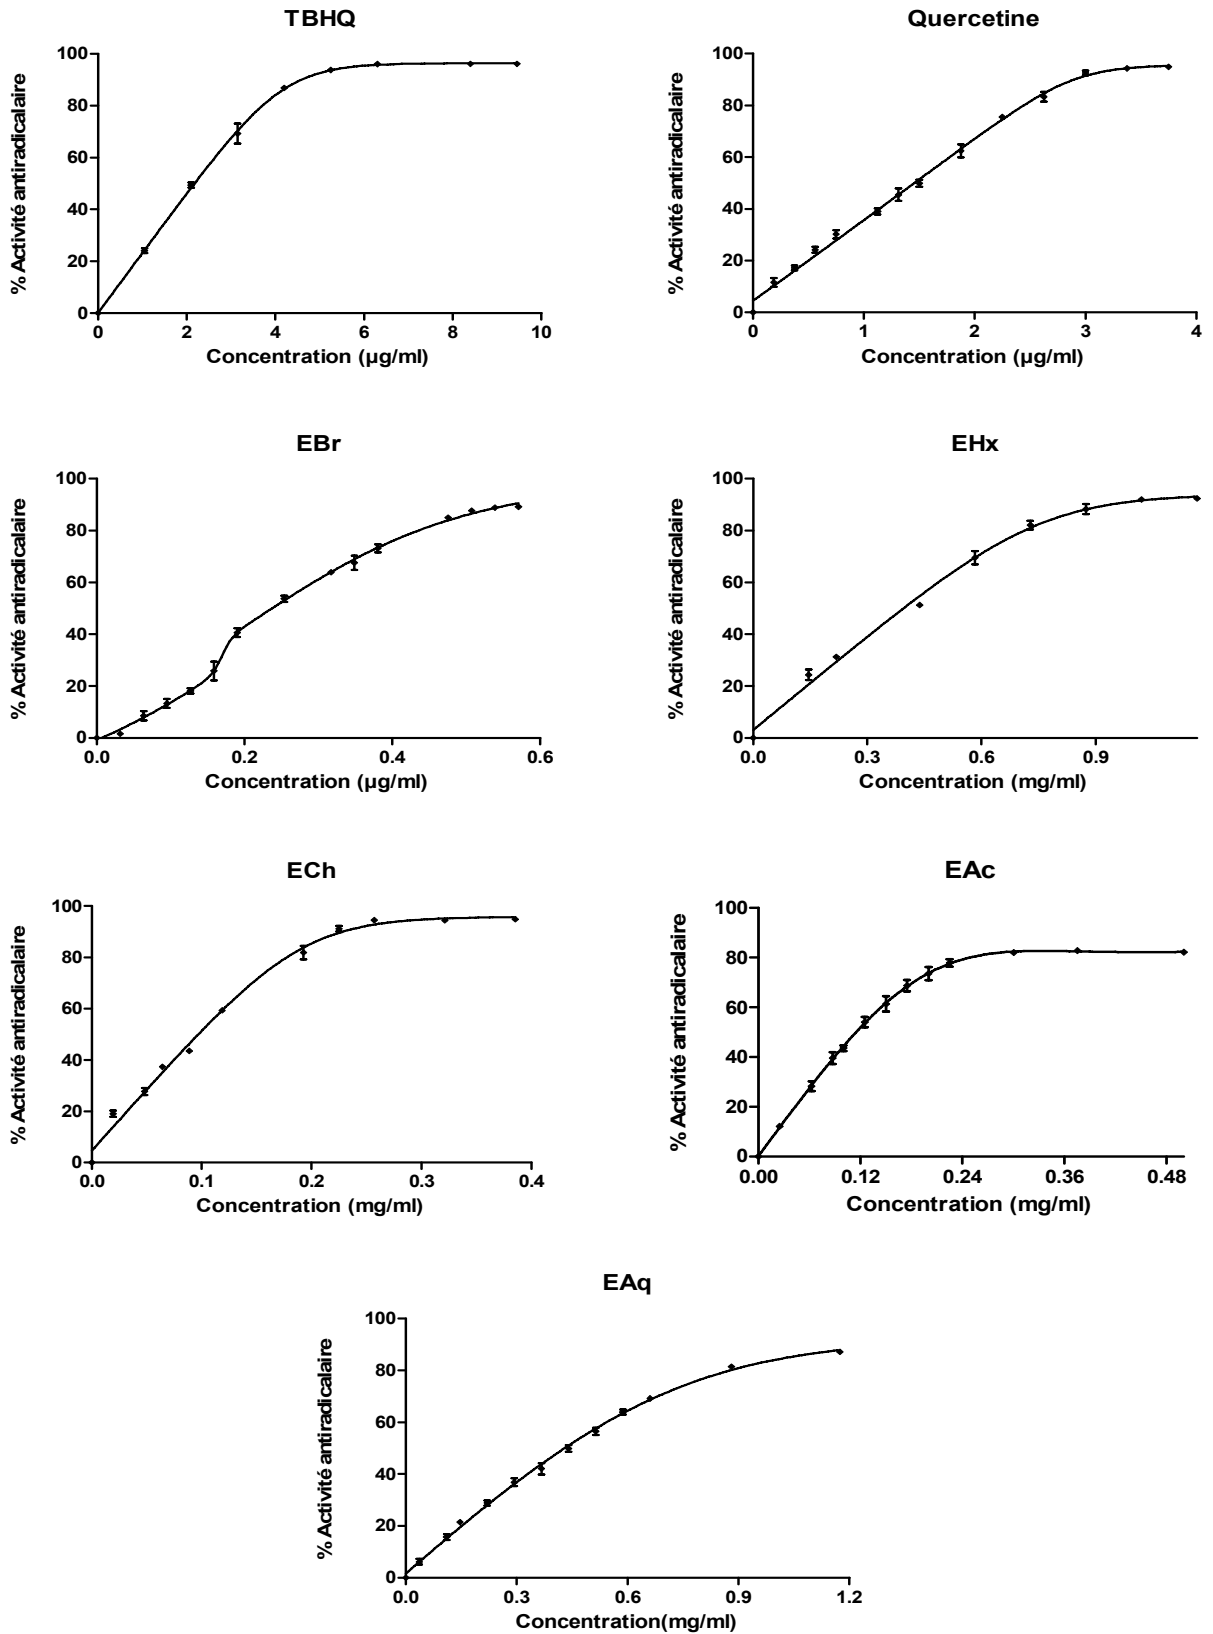 TBHQ
% Activité antiradicalaire
100
80
60
40
20
0
0 2 4 6 8 10
Concentration (µg/ml)
Quercetine
% Activité antiradicalaire
100
80
60
40
20
0
0 1 2 3 4
Concentration (µg/ml)
EBr
% Activité antiradicalaire
100
80
60
40
20
0
0.0 0.2 0.4 0.6
Concentration (µg/ml)
EHx
% Activité antiradicalaire
100
80
60
40
20
0
0.0 0.3 0.6 0.9
Concentration (mg/ml)
ECh
% Activité antiradicalaire
100
80
60
40
20
0
0.0 0.1 0.2 0.3 0.4
Concentration (mg/ml)
EAc
% Activité antiradicalaire
100
80
60
40
20
0
0.00 0.12 0.24 0.36 0.48
Concentration (mg/ml)
EAq
% Activité antiradicalaire
100
80
60
40
20
0
0.0 0.3 0.6 0.9 1.2
Concentration(mg/ml)